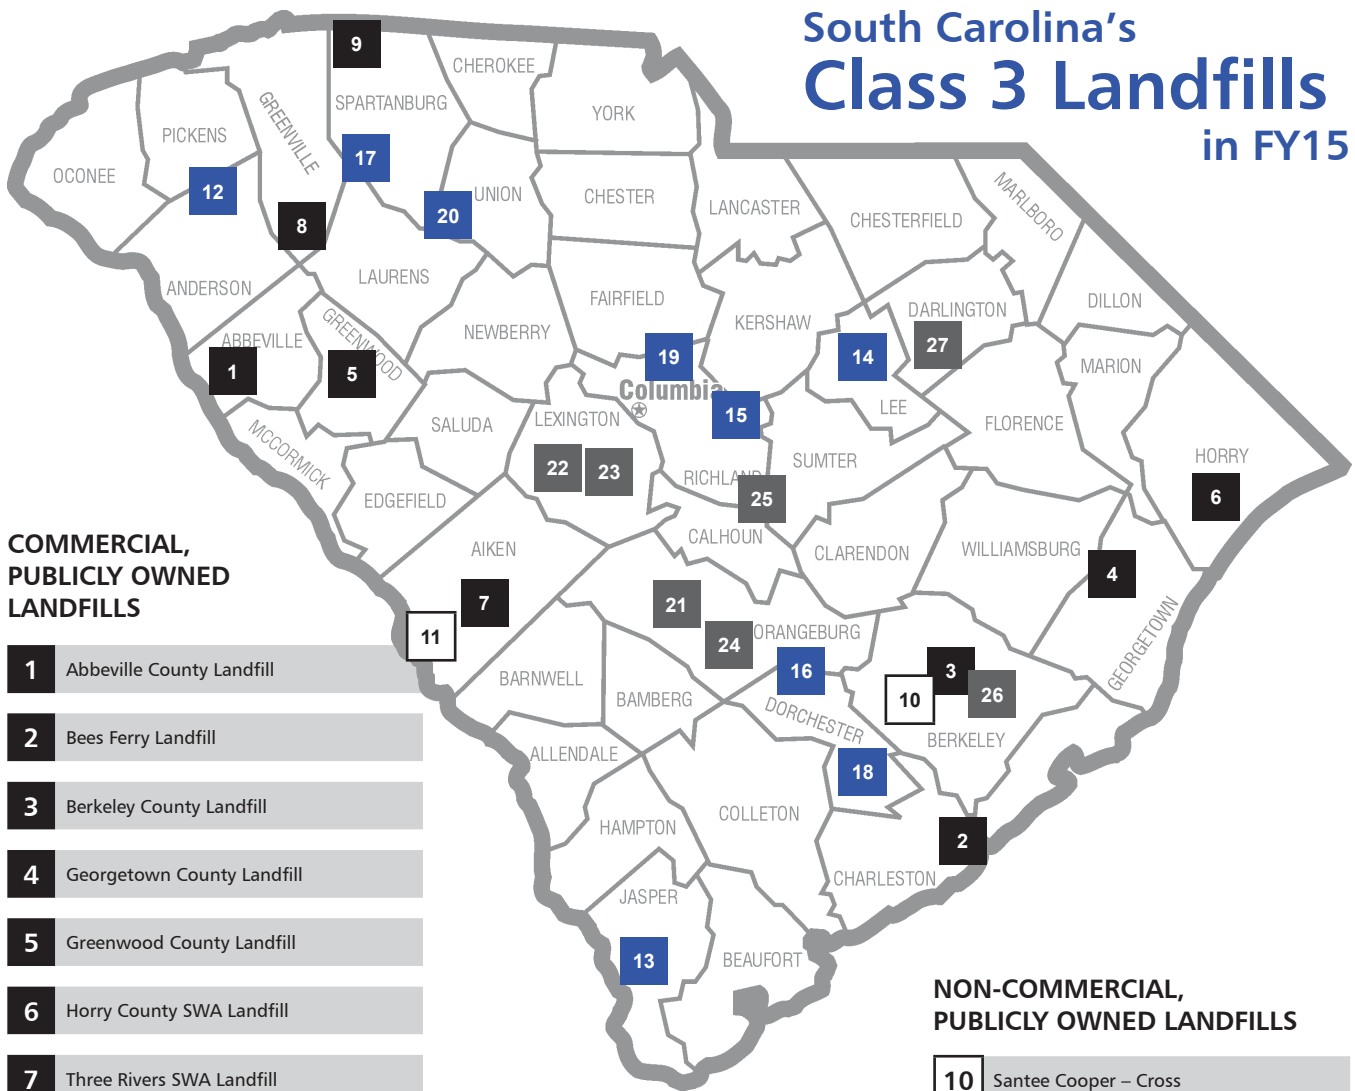 South Carolina's
Class 3 Landfills
in FY15
9
CHEROKEE
SPARTANBURG
YORK
GREENVILLE
PICKENS
17
OCONEE
12
UNION
CHESTER
LANCASTER
CHESTERFIELD
MARLBORO
20
8
LAURENS
ANDERSON
FAIRFIELD
DILLON
DARLINGTON
KERSHAW
NEWBERRY
ABBEVILLE
GREENWOOD
27
14
19
MARION
1
5
Columbia
LEE
15
LEXINGTON
SALUDA
FLORENCE
MCCORMICK
HORRY
SUMTER
22
23
RICHLAND
25
6
EDGEFIELD
CALHOUN
AIKEN
CLARENDON
WILLIAMSBURG
4
7
21
11
ORANGEBURG
24
GEORGETOWN
16
3
BARNWELL
BAMBERG
10
26
DORCHESTER
BERKELEY
ALLENDALE
18
COLLETON
HAMPTON
2
CHARLESTON
JASPER
13
BEAUFORT
COMMERCIAL,
PUBLICLY OWNED
LANDFILLS
1 Abbeville County Landfill
2 Bees Ferry Landfill
3 Berkeley County Landfill
4 Georgetown County Landfill
5 Greenwood County Landfill
6 Horry County SWA Landfill
7 Three Rivers SWA Landfill
NON-COMMERCIAL,
PUBLICLY OWNED LANDFILLS
10 Santee Cooper – Cross